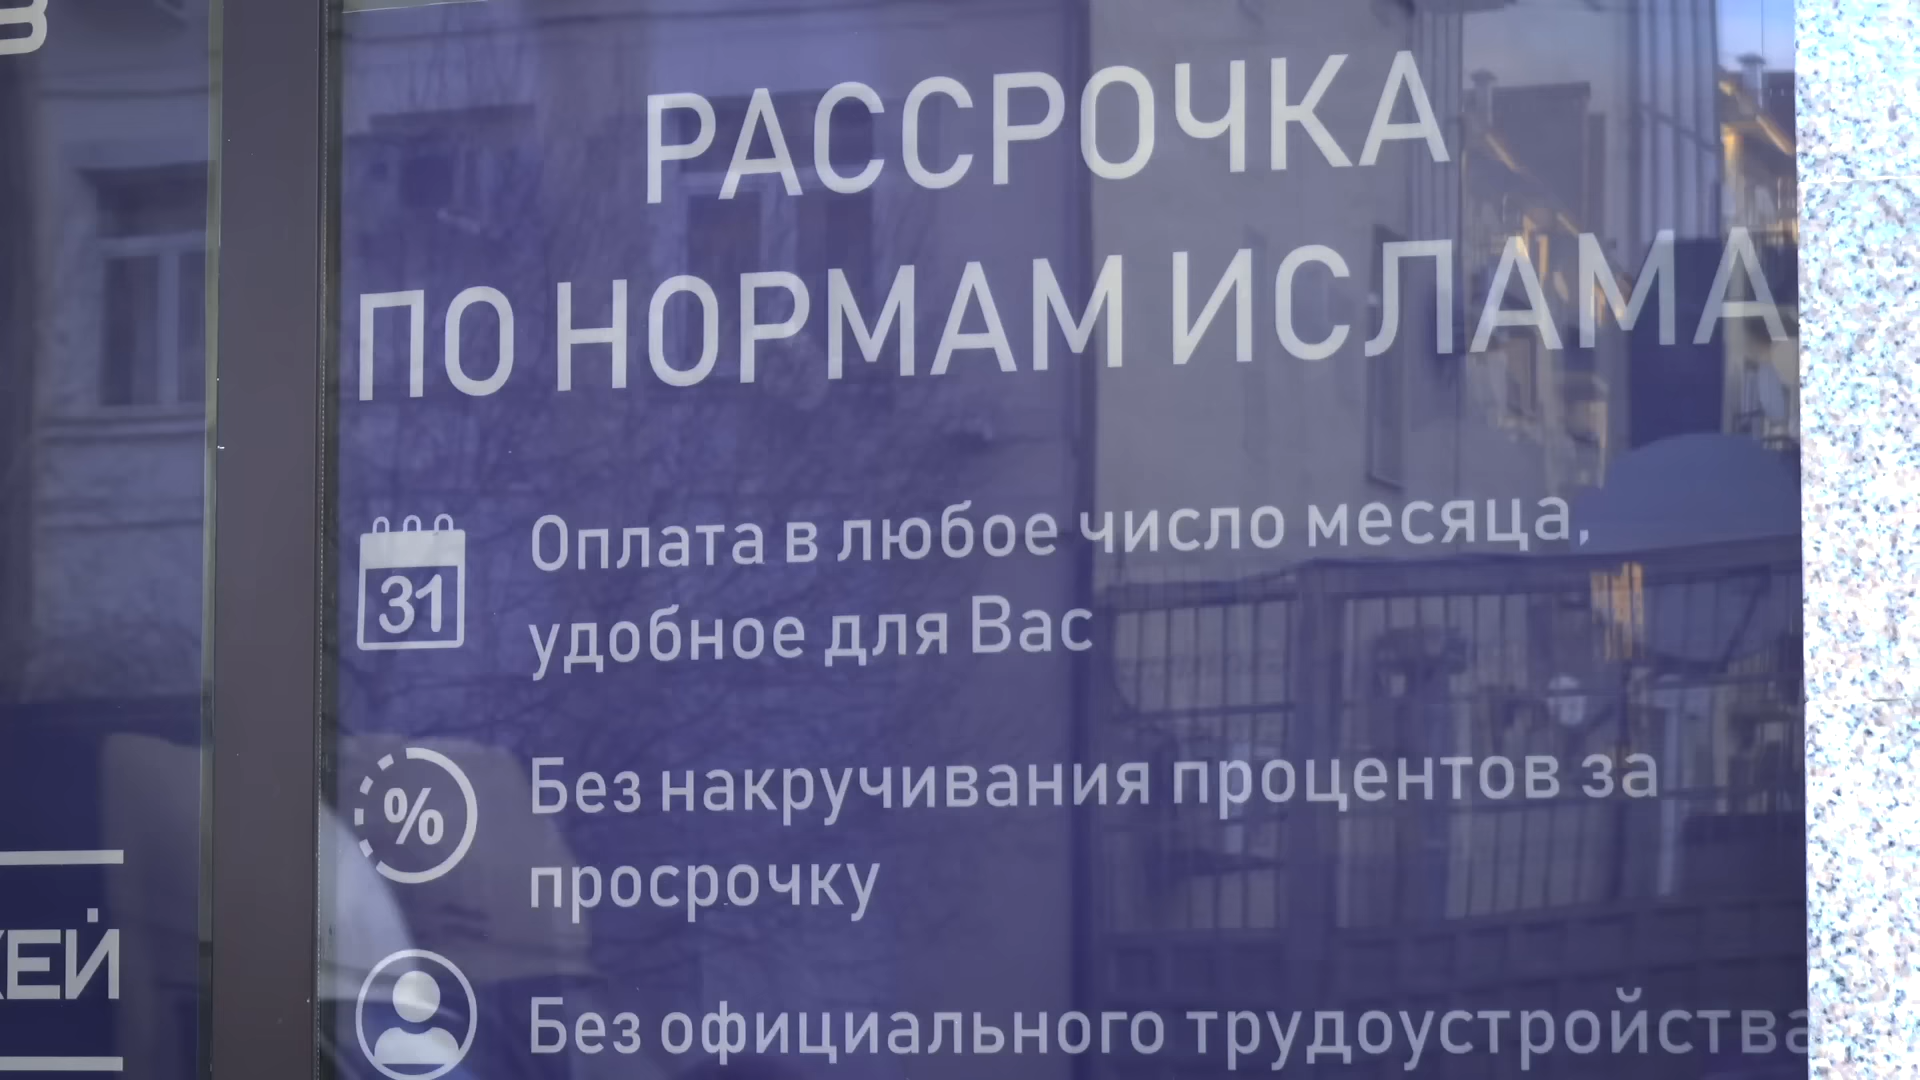 РАССРОЧКА
ПО НОРМАМ ИСЛАМА
31
Оплата в любое число месяца,
удобное для Вас
%
Без накручивания процентов за
просрочку
Без официального трудоустройства